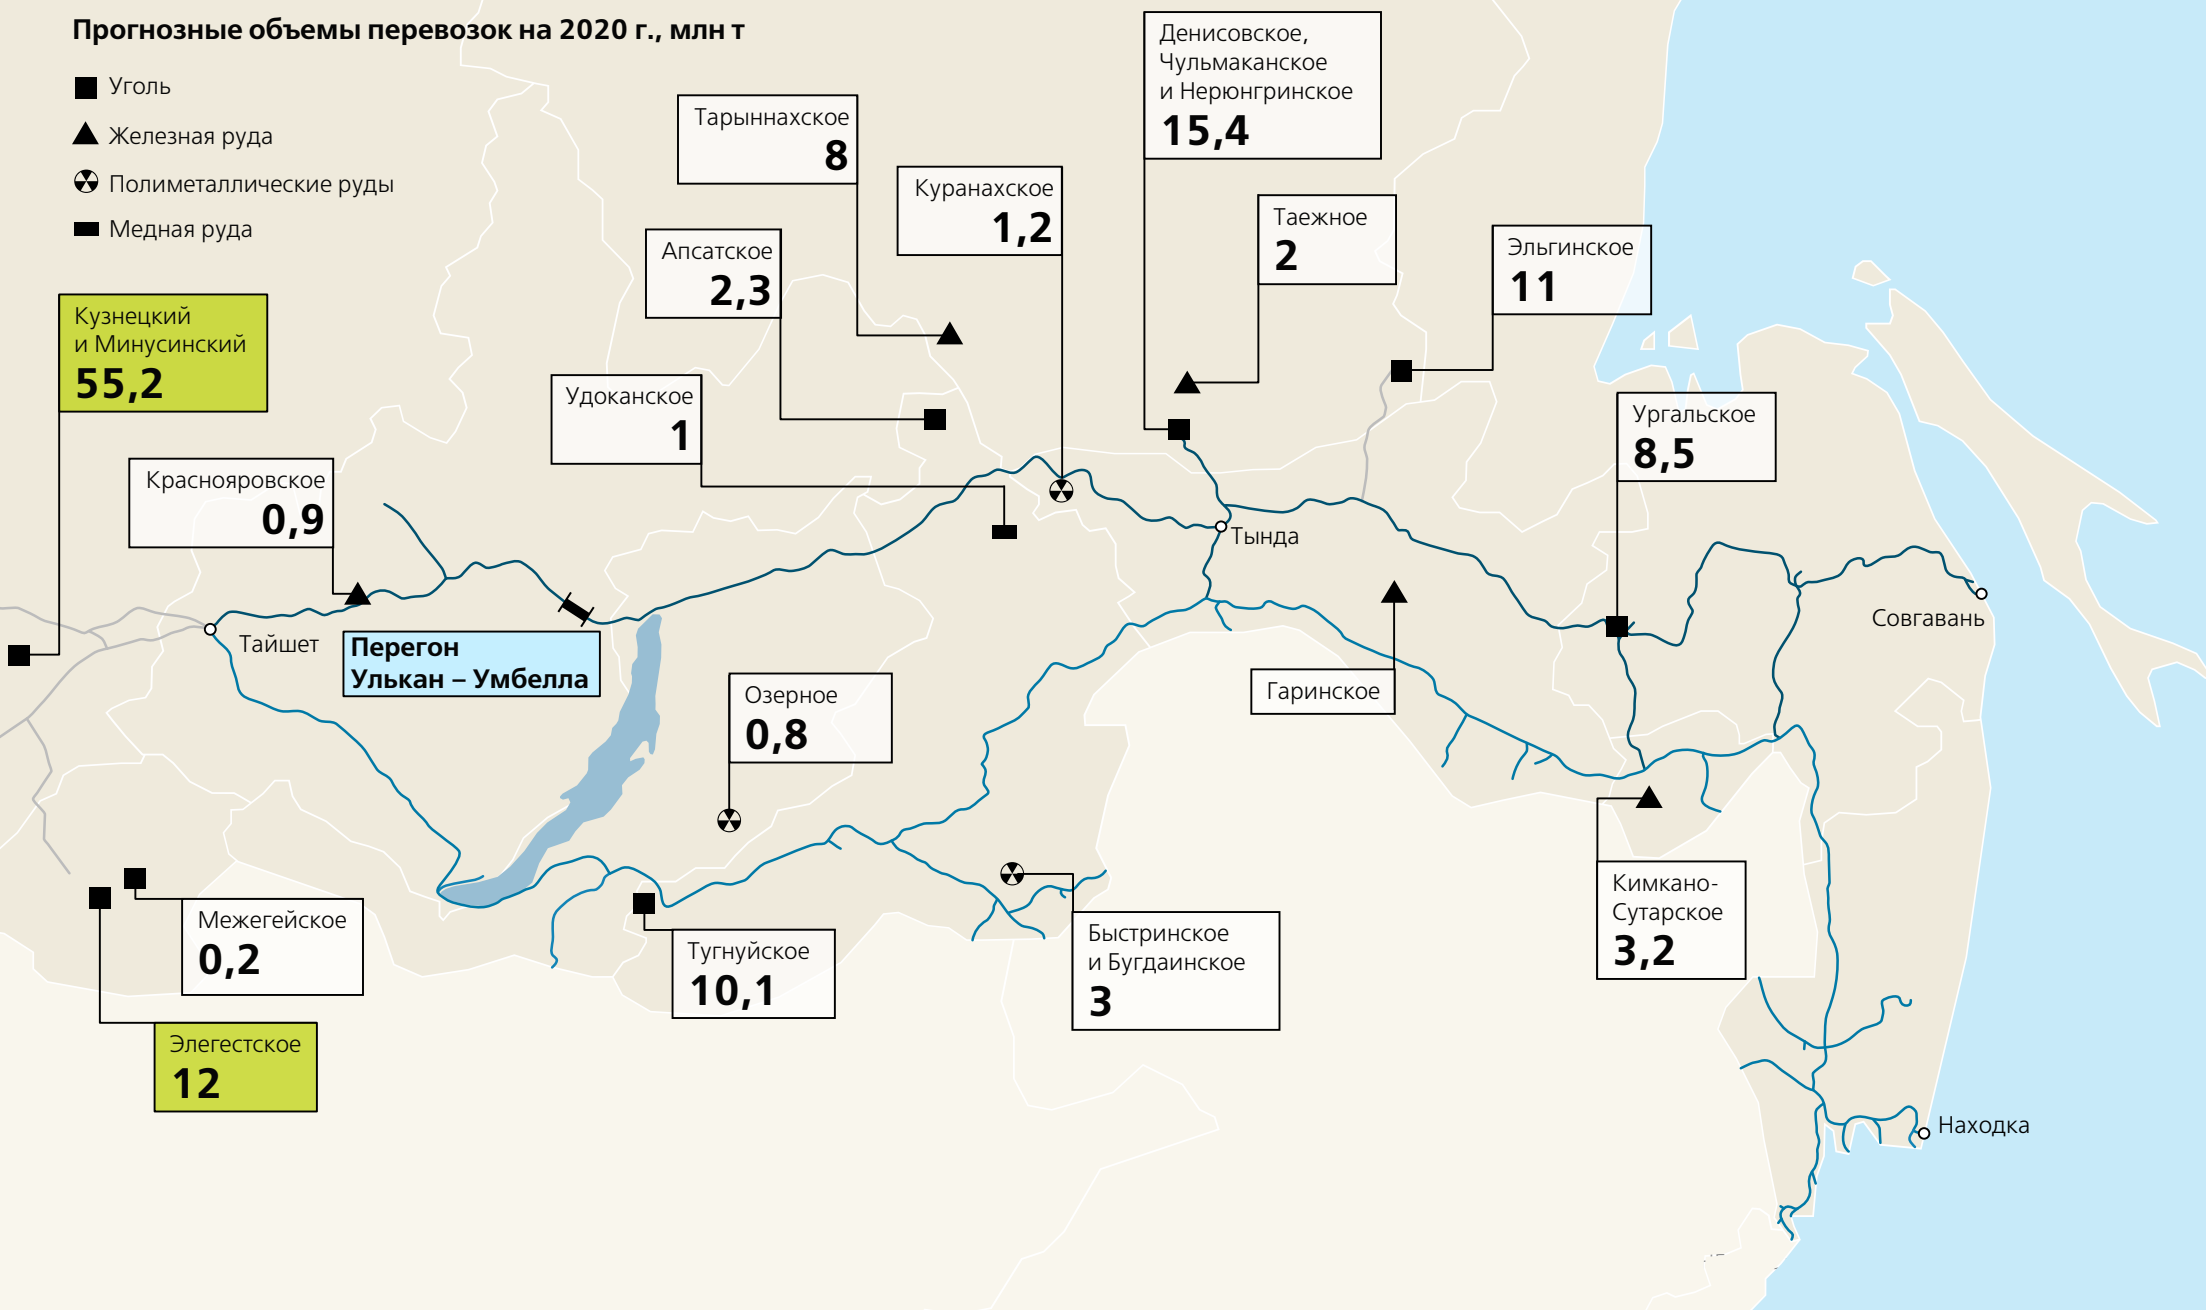 Прогнозные объемы перевозок на 2020 г., млн т
Уголь
Железная руда
Полиметаллические руды
Медная руда
Денисовское,
Чульмаканское
и Нерюнгринское
15,4
Тарыннахское
8
Куранахское
1,2
Таежное
2
Эльгинское
11
Апсатское
2,3
Кузнецкий
и Минусинский
55,2
Удоканское
1
Ургальское
8,5
Краснояровское
0,9
Тында
Совгавань
Тайшет
Перегон
Улькан – Умбелла
Озерное
0,8
Гаринское
Кимкано-
Сутарское
3,2
Межегейское
0,2
Тугнуйское
10,1
Быстринское
и Бугдаинское
3
Элегестское
12
Находка